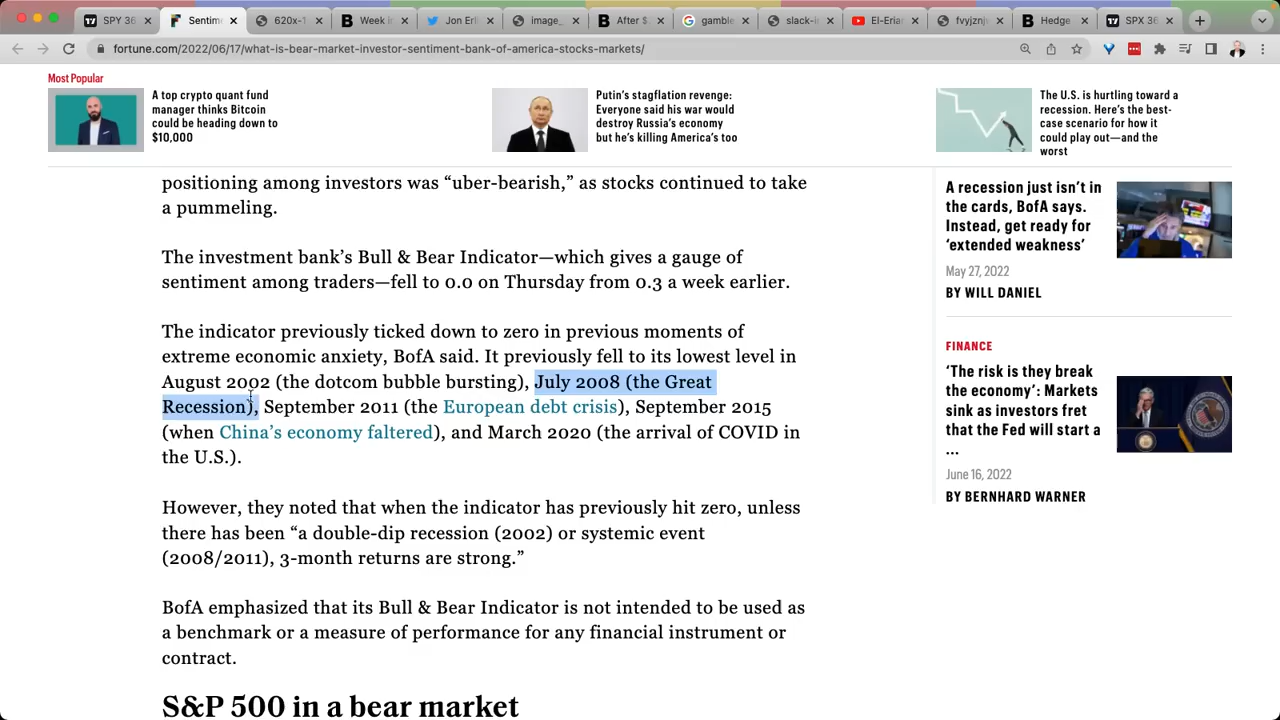 SPX 36
Sentim
620x-1
Week in
Jon Erl
image_
After $.
gamble
slack-i
El-Erian
fvyjznjv
Hedge
SPX 36
fortune.com/2022/06/17/what-is-bear-market-investor-sentiment-bank-of-america-stocks-markets/
Most Popular
A top crypto quant fund
manager thinks Bitcoin
could be heading down to
$10,000
Putin's stagflation revenge:
Everyone said his war would
destroy Russia's economy
but he's killing America's too
The U.S. is hurtling toward a
recession. Here's the best-
case scenario for how it
could play out—and the
worst
positioning among investors was “uber-bearish,” as stocks continued to take
a pummeling.
The investment bank’s Bull & Bear Indicator—which gives a gauge of
sentiment among traders—fell to 0.0 on Thursday from 0.3 a week earlier.
The indicator previously ticked down to zero in previous moments of
extreme economic anxiety, BofA said. It previously fell to its lowest level in
August 2002 (the dotcom bubble bursting), July 2008 (the Great
Recession), September 2011 (the European debt crisis), September 2015
(when China’s economy faltered), and March 2020 (the arrival of COVID in
the U.S.).
However, they noted that when the indicator has previously hit zero, unless
there has been “a double-dip recession (2002) or systemic event
(2008/2011), 3-month returns are strong.”
BofA emphasized that its Bull & Bear Indicator is not intended to be used as
a benchmark or a measure of performance for any financial instrument or
contract.
S&P 500 in a bear market
A recession just isn’t in
the cards, BofA says.
Instead, get ready for
‘extended weakness’
May 27, 2022
BY WILL DANIEL
FINANCE
‘The risk is they break
the economy’: Markets
sink as investors fret
that the Fed will start a
...
June 16, 2022
BY BERNHARD WARNER